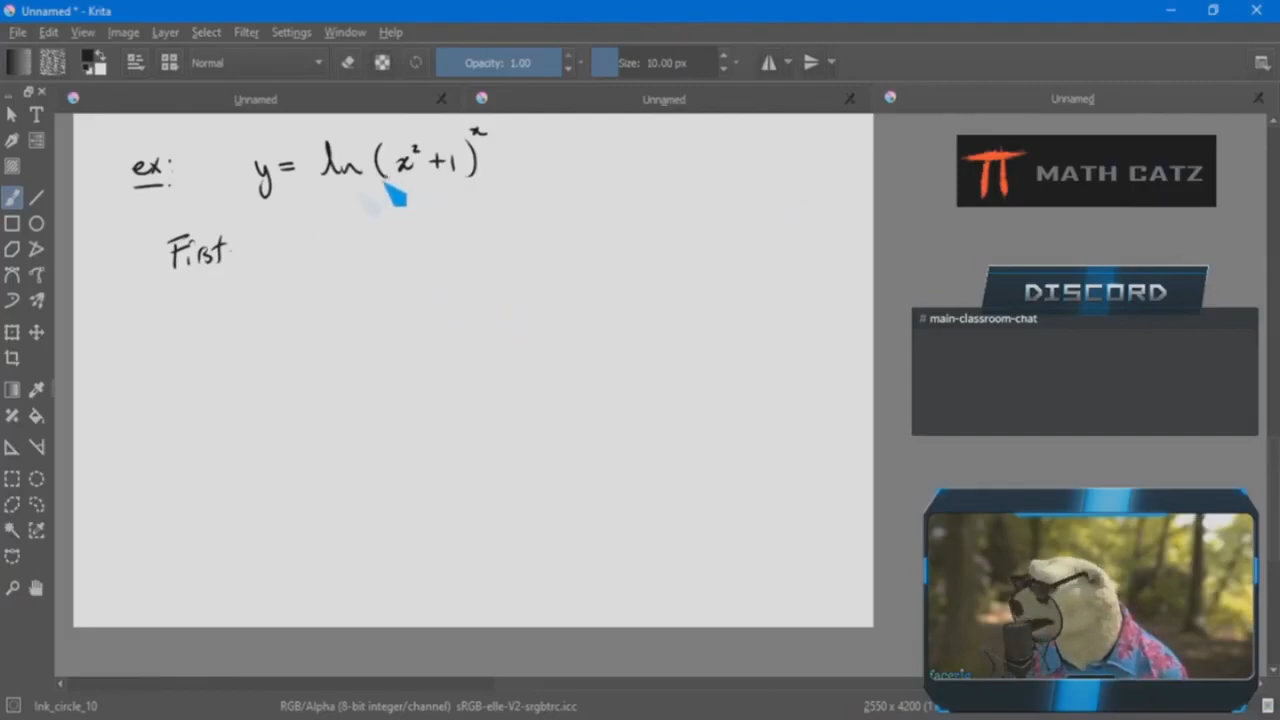 Unnamed * - Krita
File Edit View Image Layer Select Filter Settings Window Help
Normal Opacity: 1.00 Size: 10.00 px
Unnamed Unnamed Unnamed
ex: y = ln (x² + 1)ˣ
First
MATH CATZ
DISCORD
# main-classroom-chat
facerig
Ink_circle_10 RGB/Alpha (8-bit integer/channel) sRGB-elle-V2-srgbtrc.icc 2550 x 4200 (1